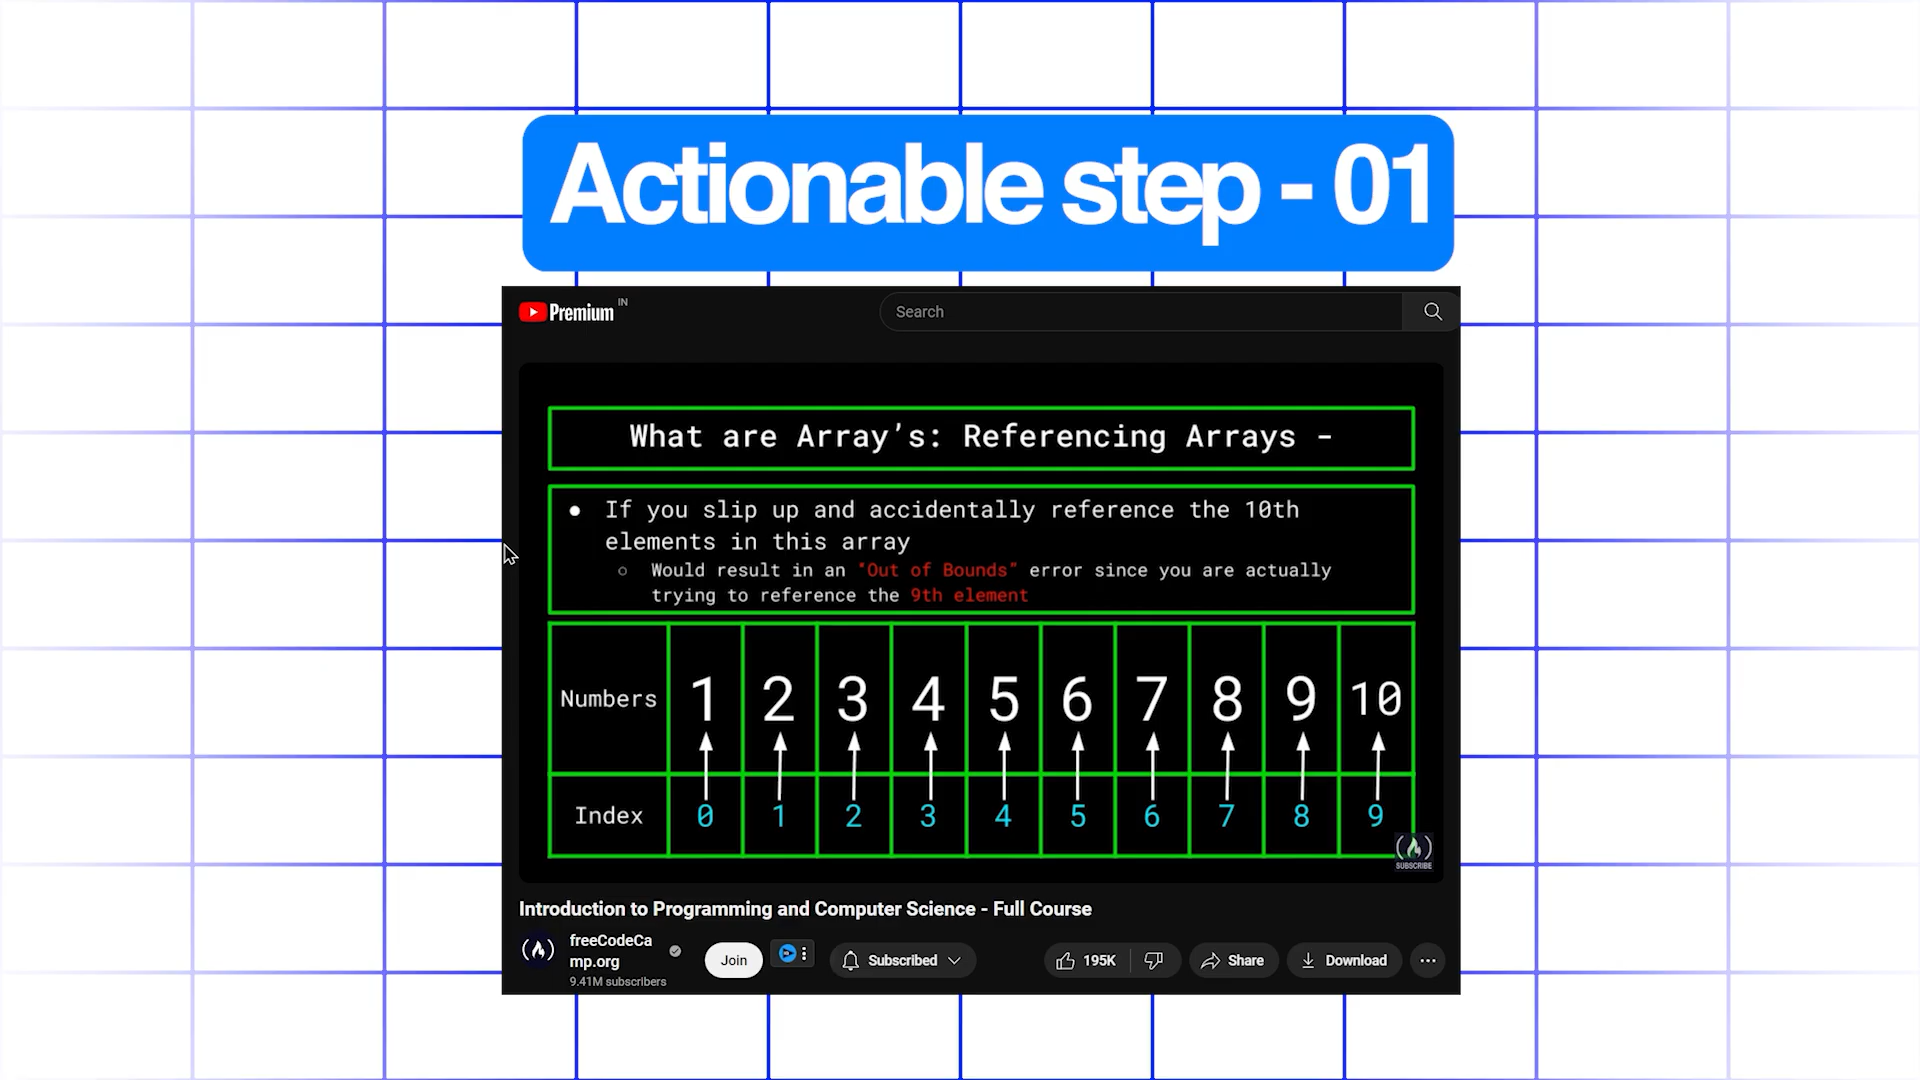 Actionable step - 01
Premium IN
Search
What are Array's: Referencing Arrays -
● If you slip up and accidentally reference the 10th
elements in this array
○ Would result in an "Out of Bounds" error since you are actually
trying to reference the 9th element
Numbers 1 2 3 4 5 6 7 8 9 10
Index 0 1 2 3 4 5 6 7 8 9
SUBSCRIBE
Introduction to Programming and Computer Science - Full Course
freeCodeCa
mp.org
9.41M subscribers
Join
Subscribed
195K
Share
Download